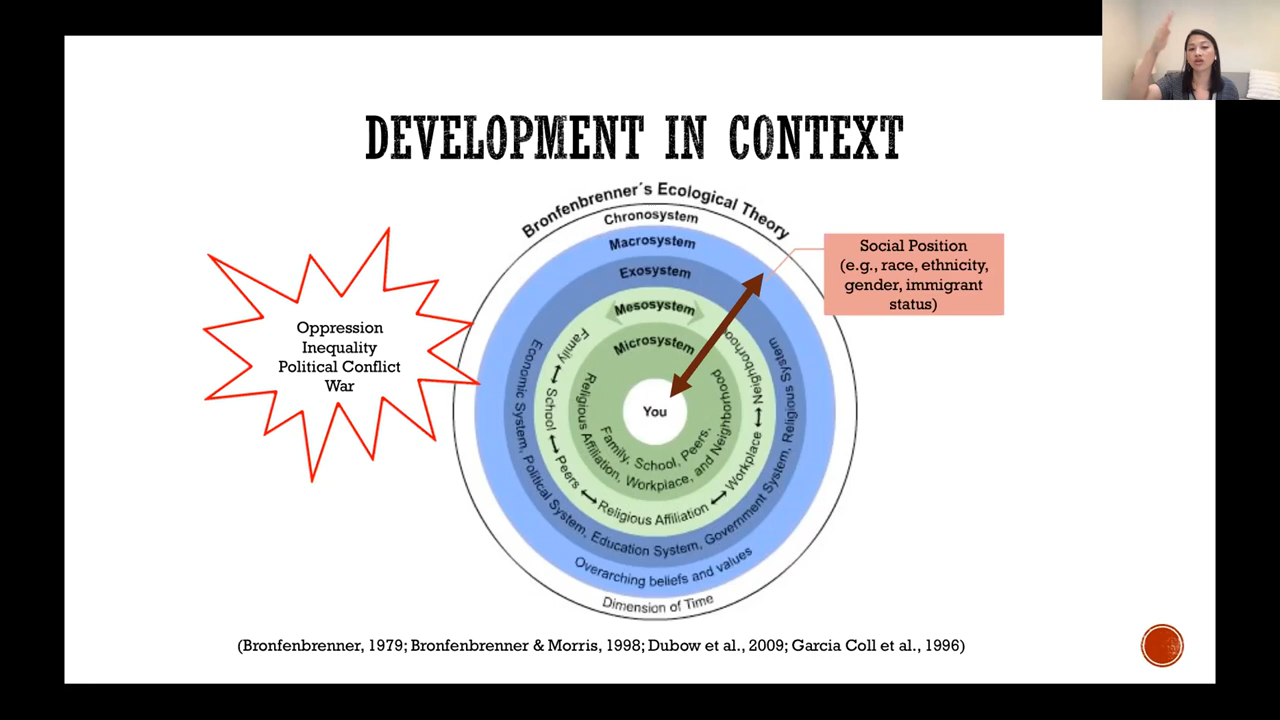 DEVELOPMENT IN CONTEXT
Bronfenbrenner´s Ecological Theory
Chronosystem
Macrosystem
Exosystem
Mesosystem
Microsystem
You
Family, School, Peers,
Religious Affiliation, Workplace, and Neighborhood
Family
School
Peers
Religious Affiliation
Workplace
Neighborhood
Economic System, Political System, Education System, Government System, Religious System
Overarching beliefs and values
Dimension of Time
Oppression
Inequality
Political Conflict
War
Social Position
(e.g., race, ethnicity,
gender, immigrant
status)
(Bronfenbrenner, 1979; Bronfenbrenner & Morris, 1998; Dubow et al., 2009; Garcia Coll et al., 1996)